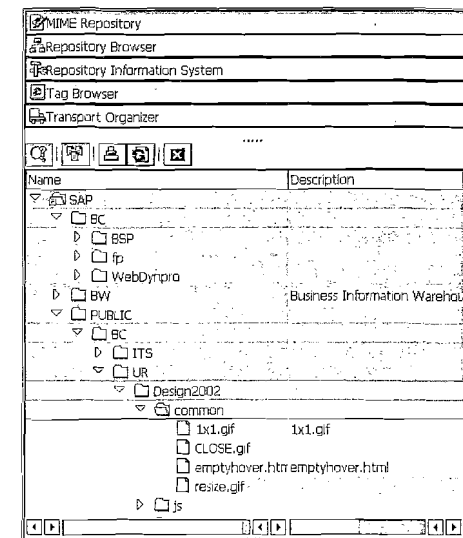 MIME Repository
Repository Browser
Repository Information System
Tag Browser
Transport Organizer
Name Description
SAP
BC
BSP
fp
WebDynpro
BW Business Information Warehou
PUBLIC
BC
ITS
UR
Design2002
common
1x1.gif 1x1.gif
CLOSE.gif
emptyhover.htm emptyhover.html
resize.gif
js